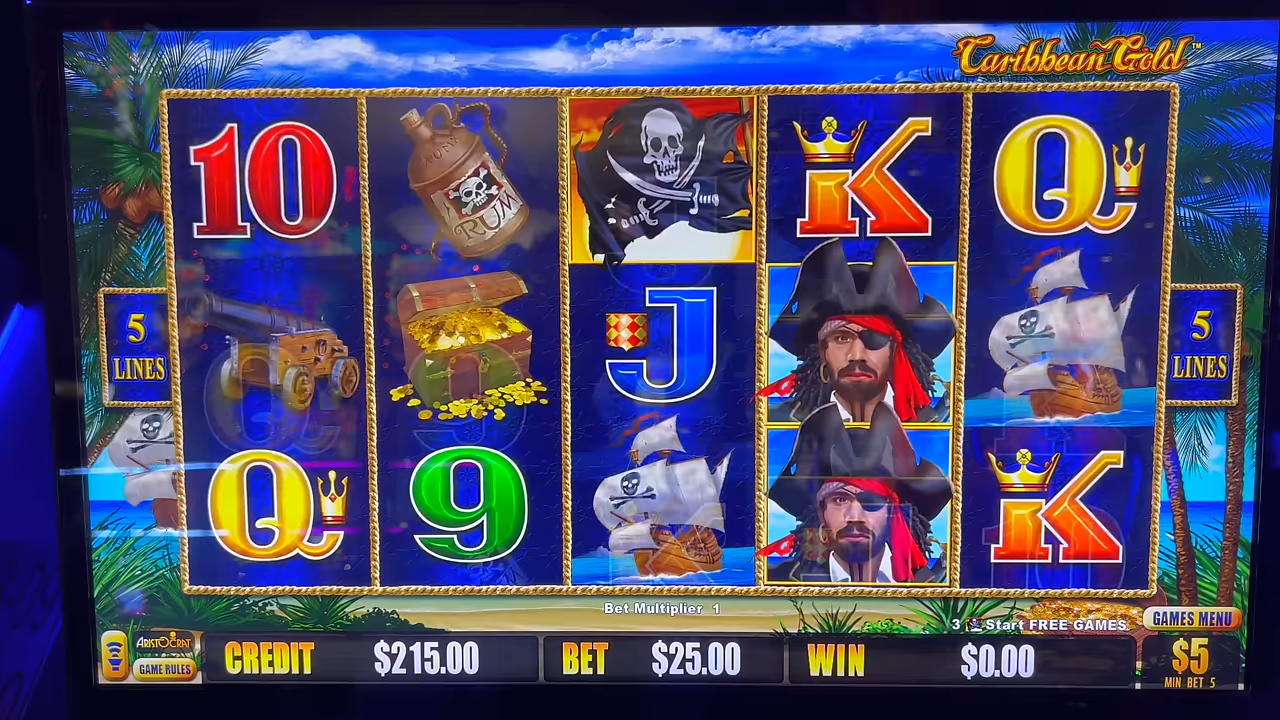 Caribbean Gold™
10
K
Q
RUM
5
LINES
J
5
LINES
Q
9
K
Bet Multiplier 1
3 Start FREE GAMES
GAMES MENU
ARISTOCRAT
GAME RULES
CREDIT $215.00
BET $25.00
WIN $0.00
$5
MIN BET 5